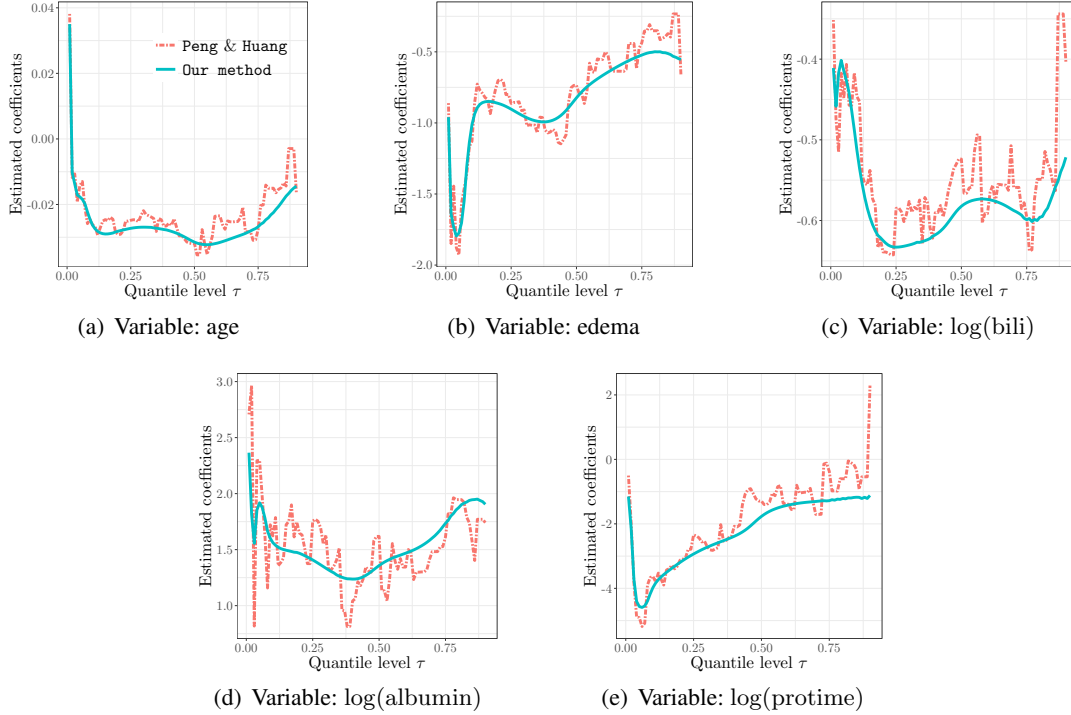 0.04
0.02
0.00
-0.02
Estimated coefficients
Peng & Huang
Our method
0.00 0.25 0.50 0.75
Quantile level τ
(a) Variable: age
-0.5
-1.0
-1.5
-2.0
Estimated coefficients
0.00 0.25 0.50 0.75
Quantile level τ
(b) Variable: edema
-0.4
-0.5
-0.6
Estimated coefficients
0.00 0.25 0.50 0.75
Quantile level τ
(c) Variable: log(bili)
3.0
2.5
2.0
1.5
1.0
Estimated coefficients
0.00 0.25 0.50 0.75
Quantile level τ
(d) Variable: log(albumin)
2
0
-2
-4
Estimated coefficients
0.00 0.25 0.50 0.75
Quantile level τ
(e) Variable: log(protime)